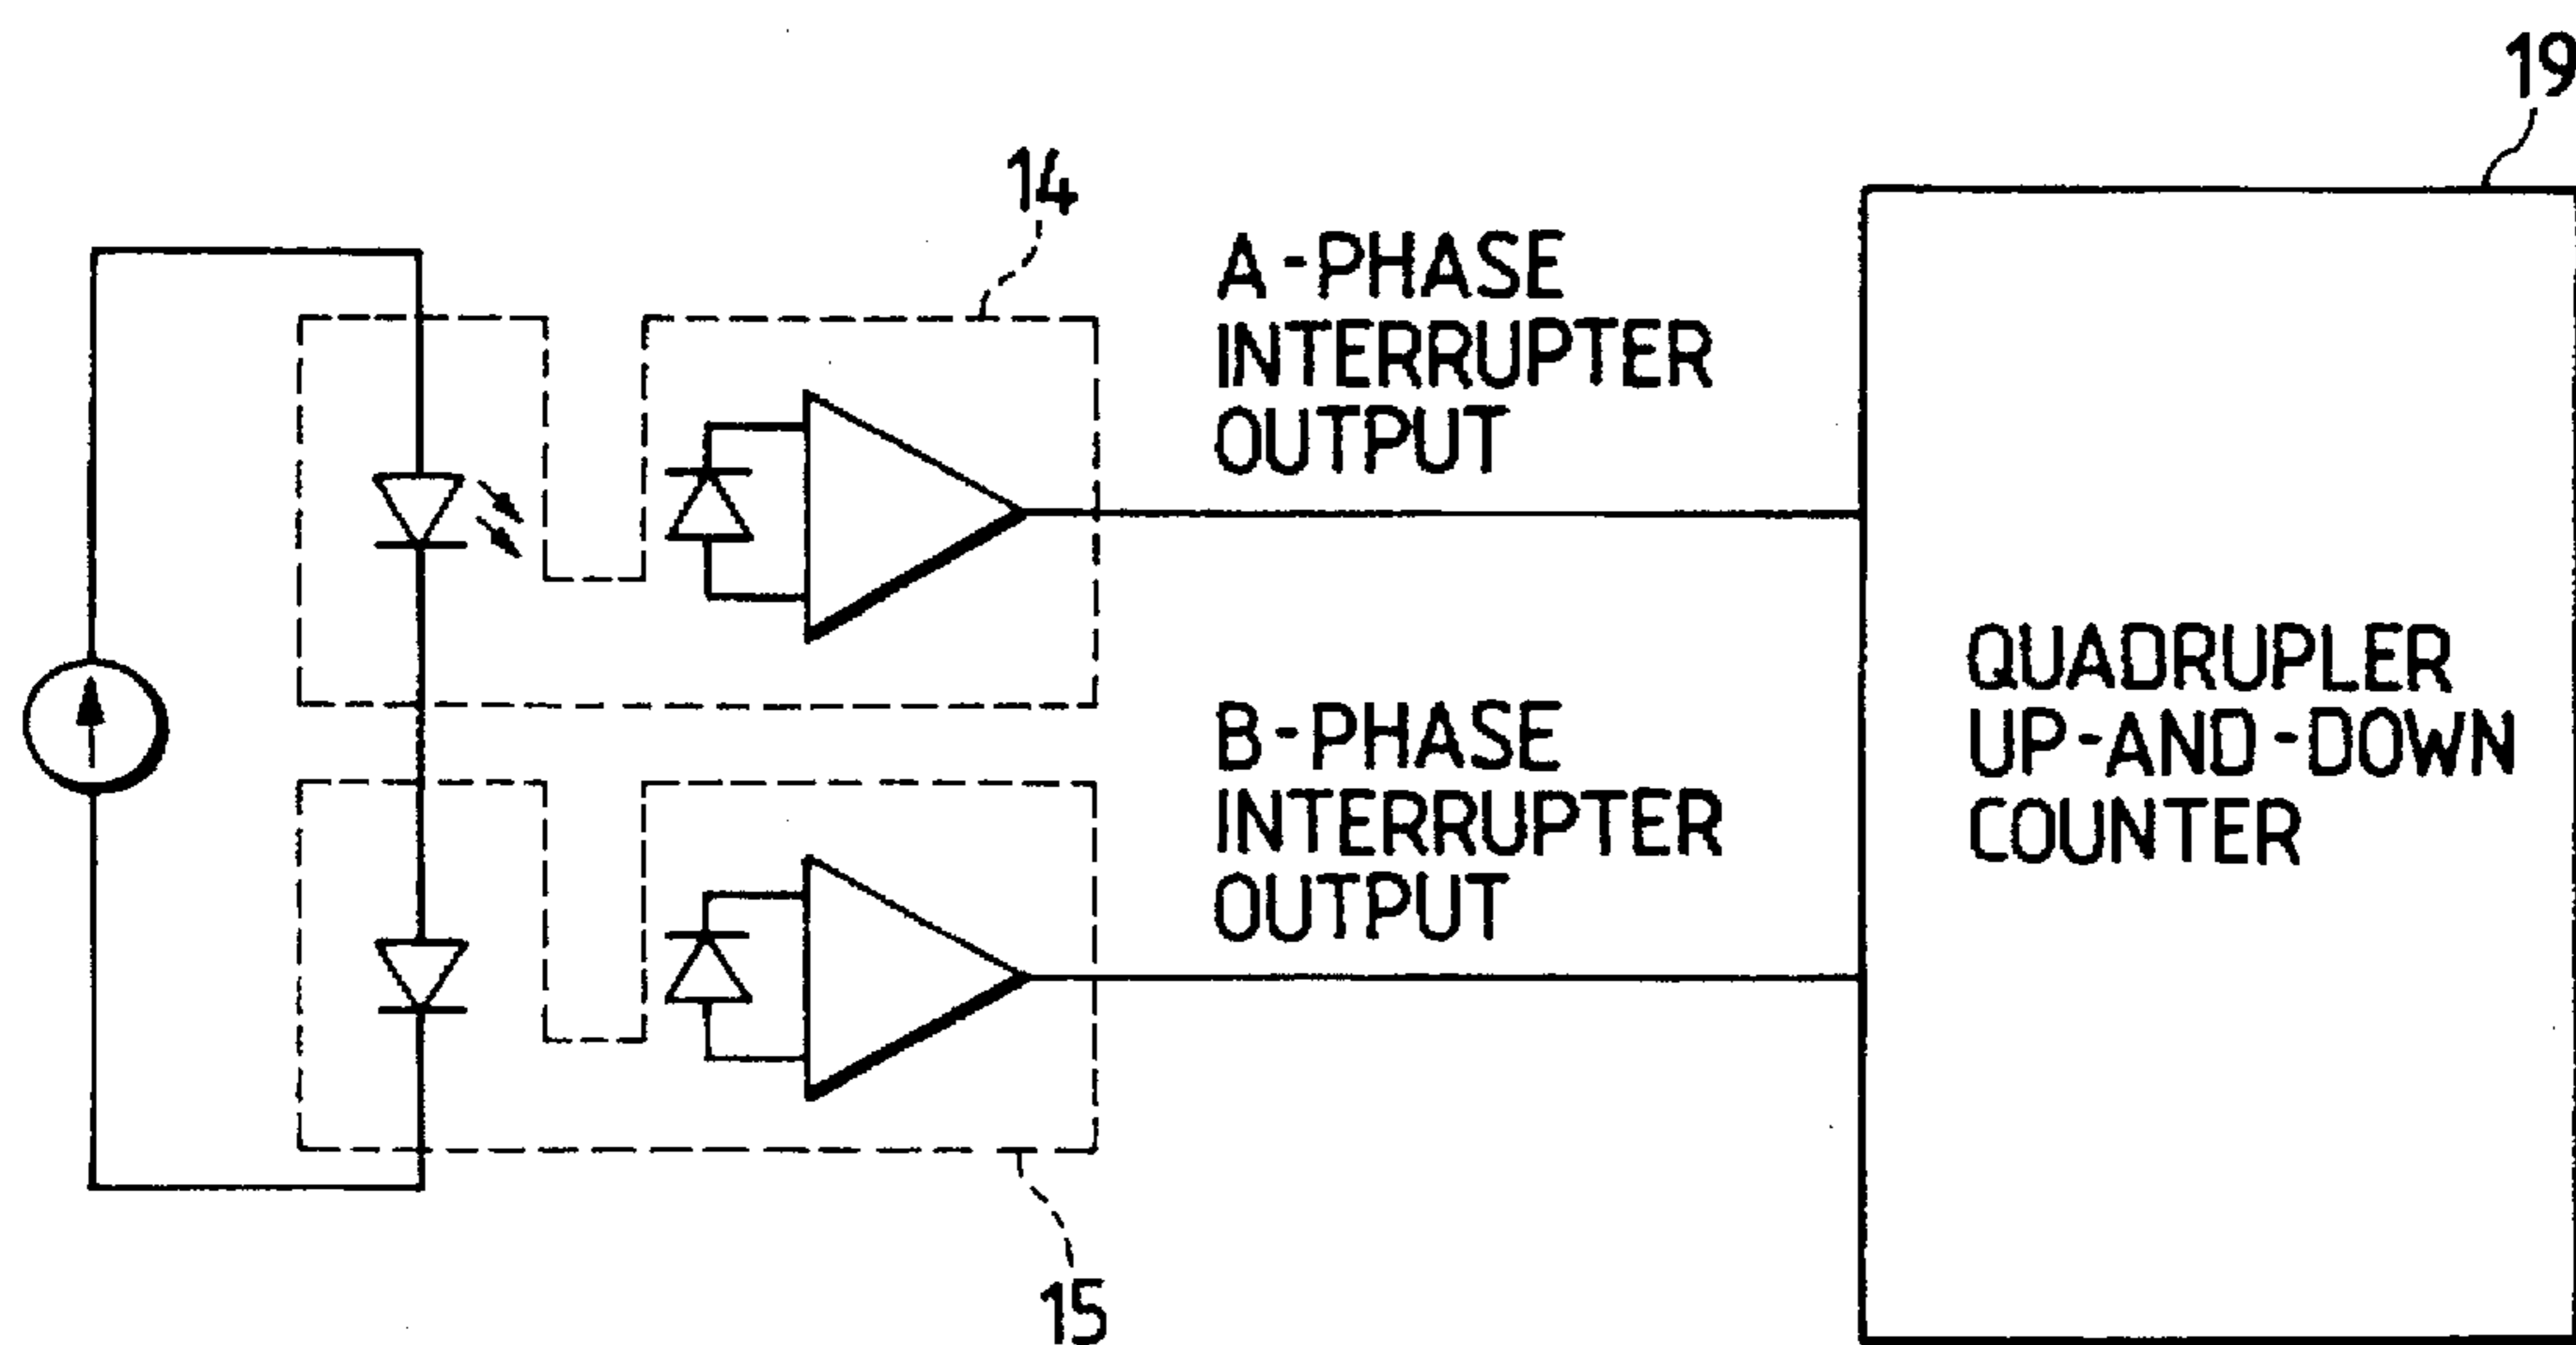 19
14
A-PHASE
INTERRUPTER
OUTPUT
QUADRUPLER
UP-AND-DOWN
COUNTER
B-PHASE
INTERRUPTER
OUTPUT
15